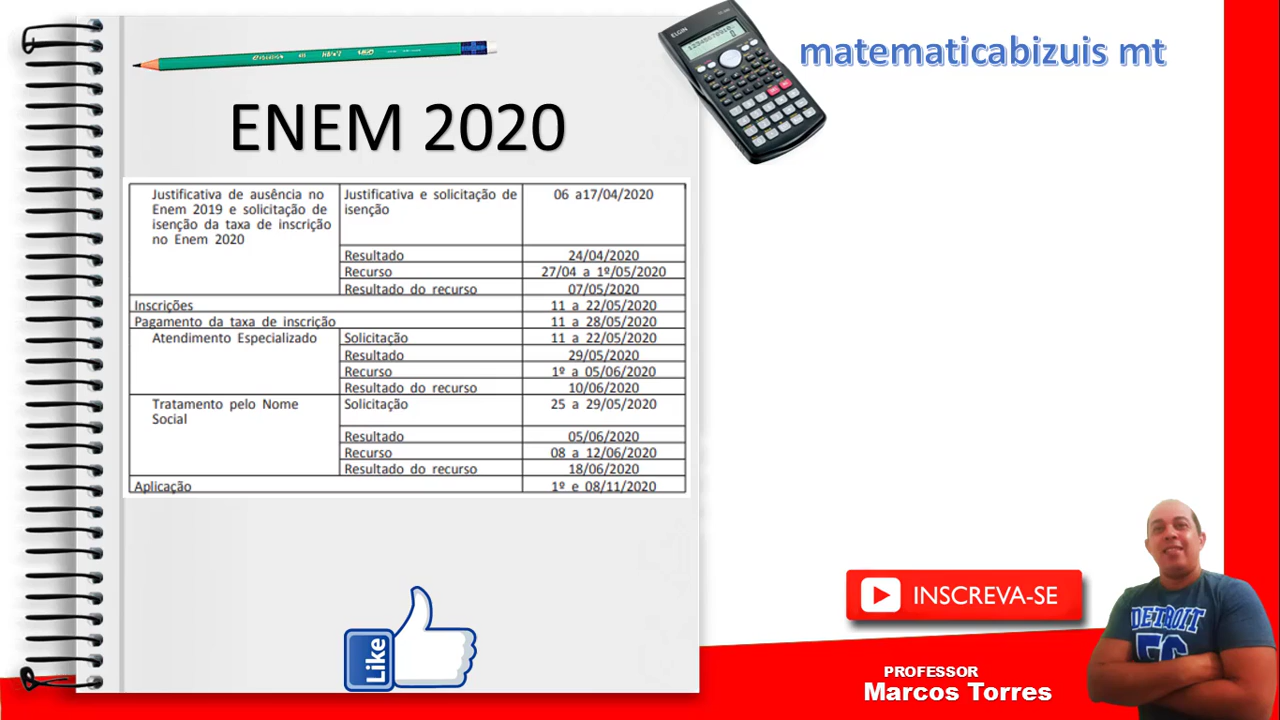 matematicabizuis mt
ENEM 2020
Justificativa de ausência no
Enem 2019 e solicitação de
isenção da taxa de inscrição
no Enem 2020
Justificativa e solicitação de
isenção
06 a17/04/2020
Resultado
24/04/2020
Recurso
27/04 a 1º/05/2020
Resultado do recurso
07/05/2020
Inscrições
11 a 22/05/2020
Pagamento da taxa de inscrição
11 a 28/05/2020
Atendimento Especializado
Solicitação
11 a 22/05/2020
Resultado
29/05/2020
Recurso
1º a 05/06/2020
Resultado do recurso
10/06/2020
Tratamento pelo Nome
Social
Solicitação
25 a 29/05/2020
Resultado
05/06/2020
Recurso
08 a 12/06/2020
Resultado do recurso
18/06/2020
Aplicação
1º e 08/11/2020
Like
INSCREVA-SE
PROFESSOR
Marcos Torres
DETROIT
ELGIN